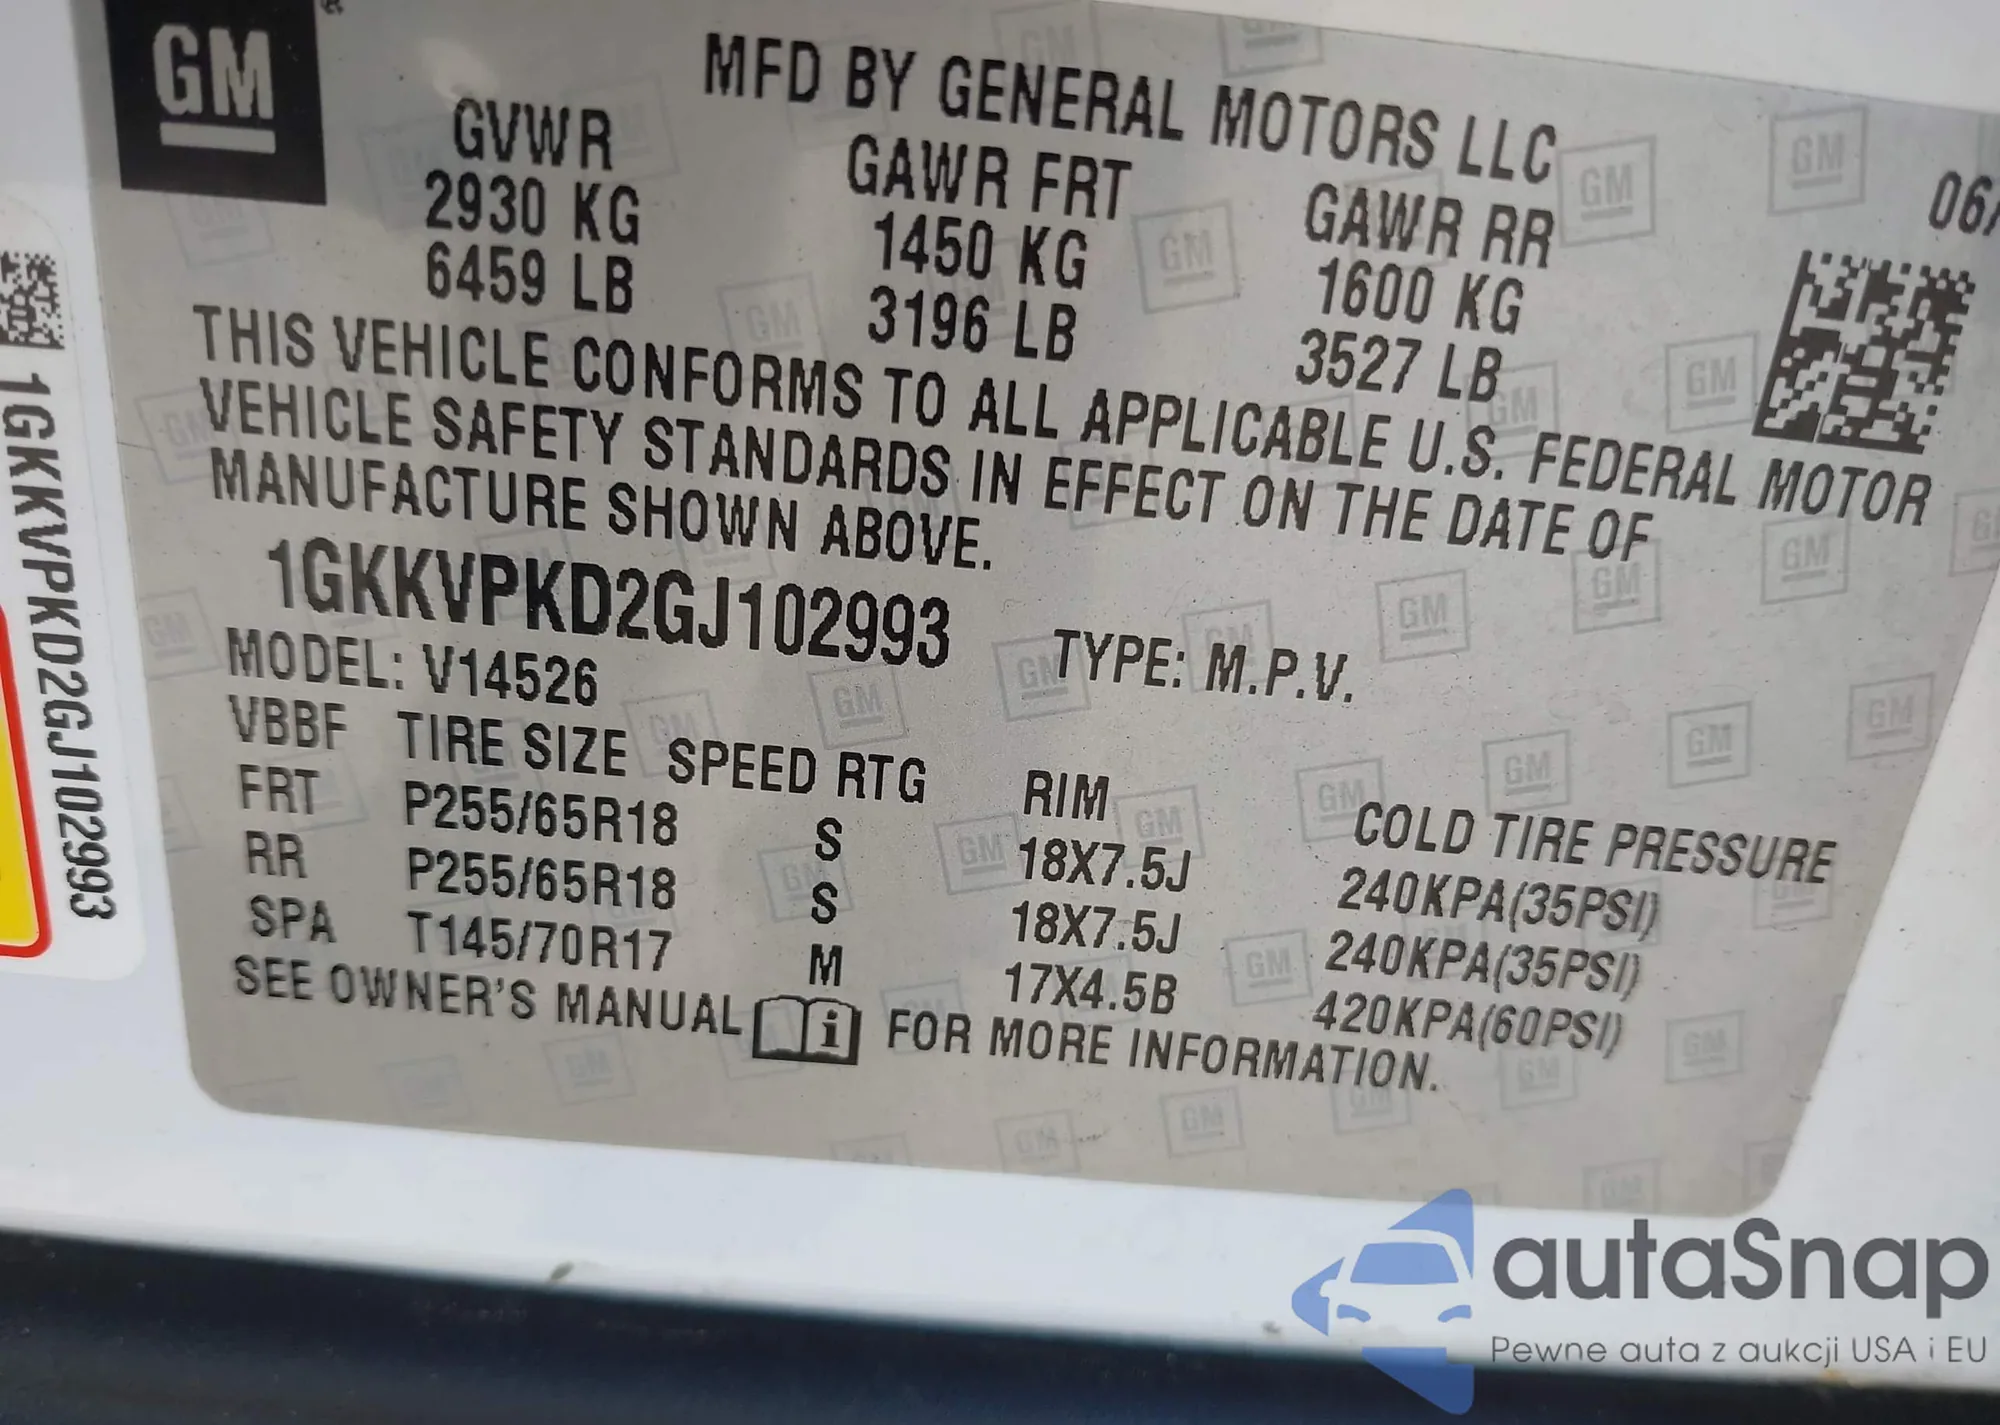 GM
MFD BY GENERAL MOTORS LLC
06/
GVWR GAWR FRT GAWR RR
2930 KG 1450 KG 1600 KG
6459 LB 3196 LB 3527 LB
THIS VEHICLE CONFORMS TO ALL APPLICABLE U.S. FEDERAL MOTOR
VEHICLE SAFETY STANDARDS IN EFFECT ON THE DATE OF
MANUFACTURE SHOWN ABOVE.
1GKKVPKD2GJ102993 TYPE: M.P.V.
MODEL: V14526
VBBF TIRE SIZE SPEED RTG RIM COLD TIRE PRESSURE
FRT P255/65R18 S 18X7.5J 240KPA(35PSI)
RR P255/65R18 S 18X7.5J 240KPA(35PSI)
SPA T145/70R17 M 17X4.5B 420KPA(60PSI)
SEE OWNER'S MANUAL i FOR MORE INFORMATION.
1GKKVPKD2GJ102993
autaSnap
Pewne auta z aukcji USA i EU